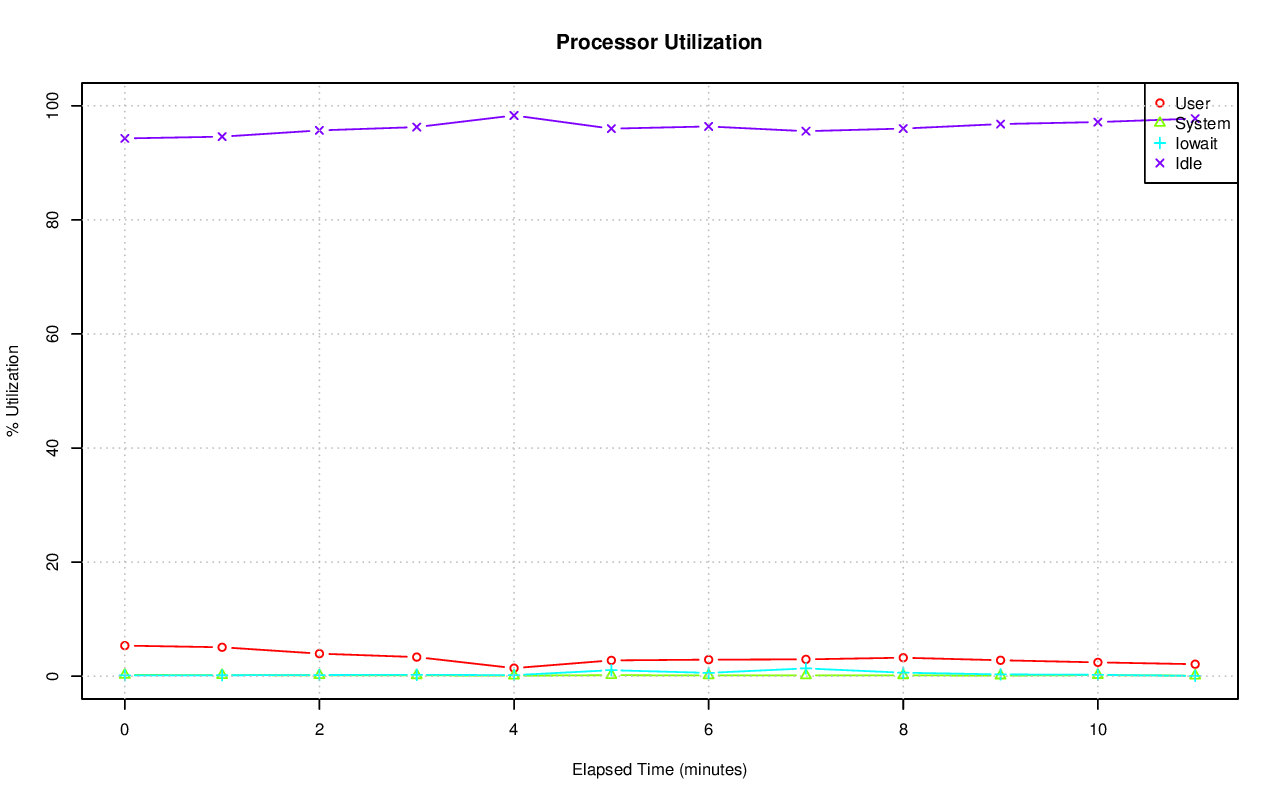 Processor Utilization
100
80
60
40
20
0
% Utilization
User
System
Iowait
Idle
0 2 4 6 8 10
Elapsed Time (minutes)